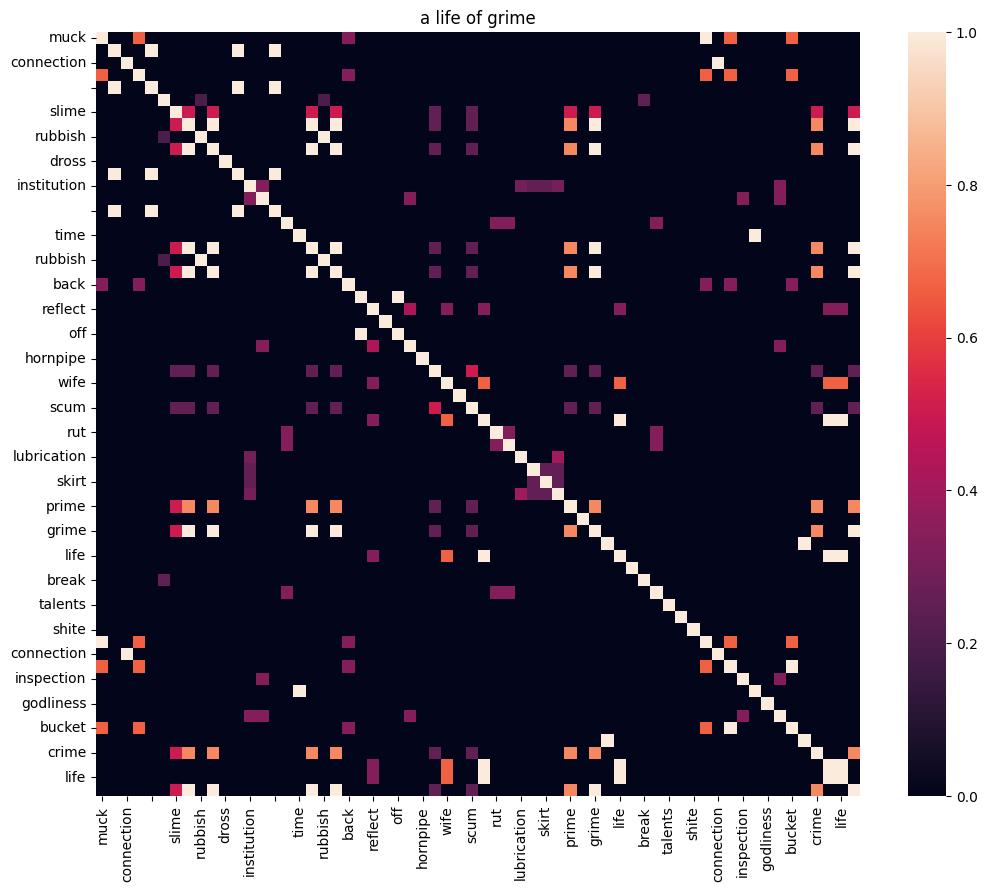 a life of grime
muck
connection
slime
rubbish
dross
institution
time
rubbish
back
reflect
off
hornpipe
wife
scum
rut
lubrication
skirt
prime
grime
life
break
talents
shite
connection
inspection
godliness
bucket
crime
life
muck
connection
slime
rubbish
dross
institution
time
rubbish
back
reflect
off
hornpipe
wife
scum
rut
lubrication
skirt
prime
grime
life
break
talents
shite
connection
inspection
godliness
bucket
crime
life
1.0
0.8
0.6
0.4
0.2
0.0